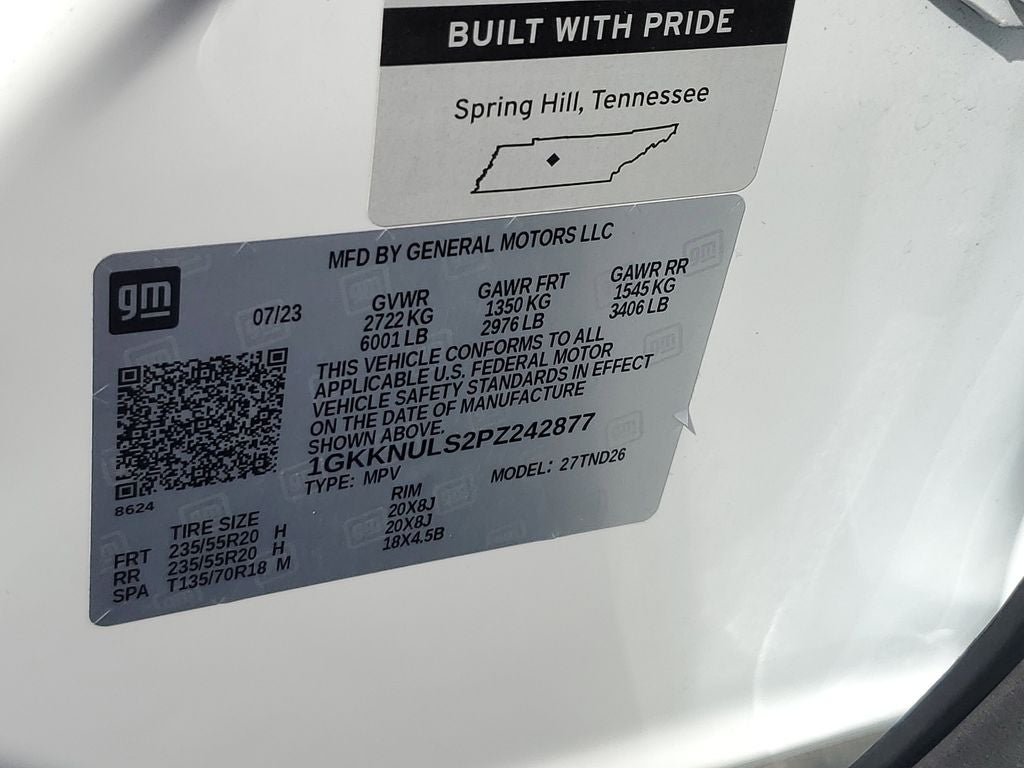 BUILT WITH PRIDE
Spring Hill, Tennessee
MFD BY GENERAL MOTORS LLC
gm
07/23
GVWR
2722 KG
6001 LB
GAWR FRT
1350 KG
2976 LB
GAWR RR
1545 KG
3406 LB
THIS VEHICLE CONFORMS TO ALL
APPLICABLE U.S. FEDERAL MOTOR
VEHICLE SAFETY STANDARDS IN EFFECT
ON THE DATE OF MANUFACTURE
SHOWN ABOVE.
1GKKNULS2PZ242877
TYPE: MPV MODEL: 27TND26
8624
TIRE SIZE RIM
FRT 235/55R20 H 20X8J
RR 235/55R20 H 20X8J
SPA T135/70R18 M 18X4.5B